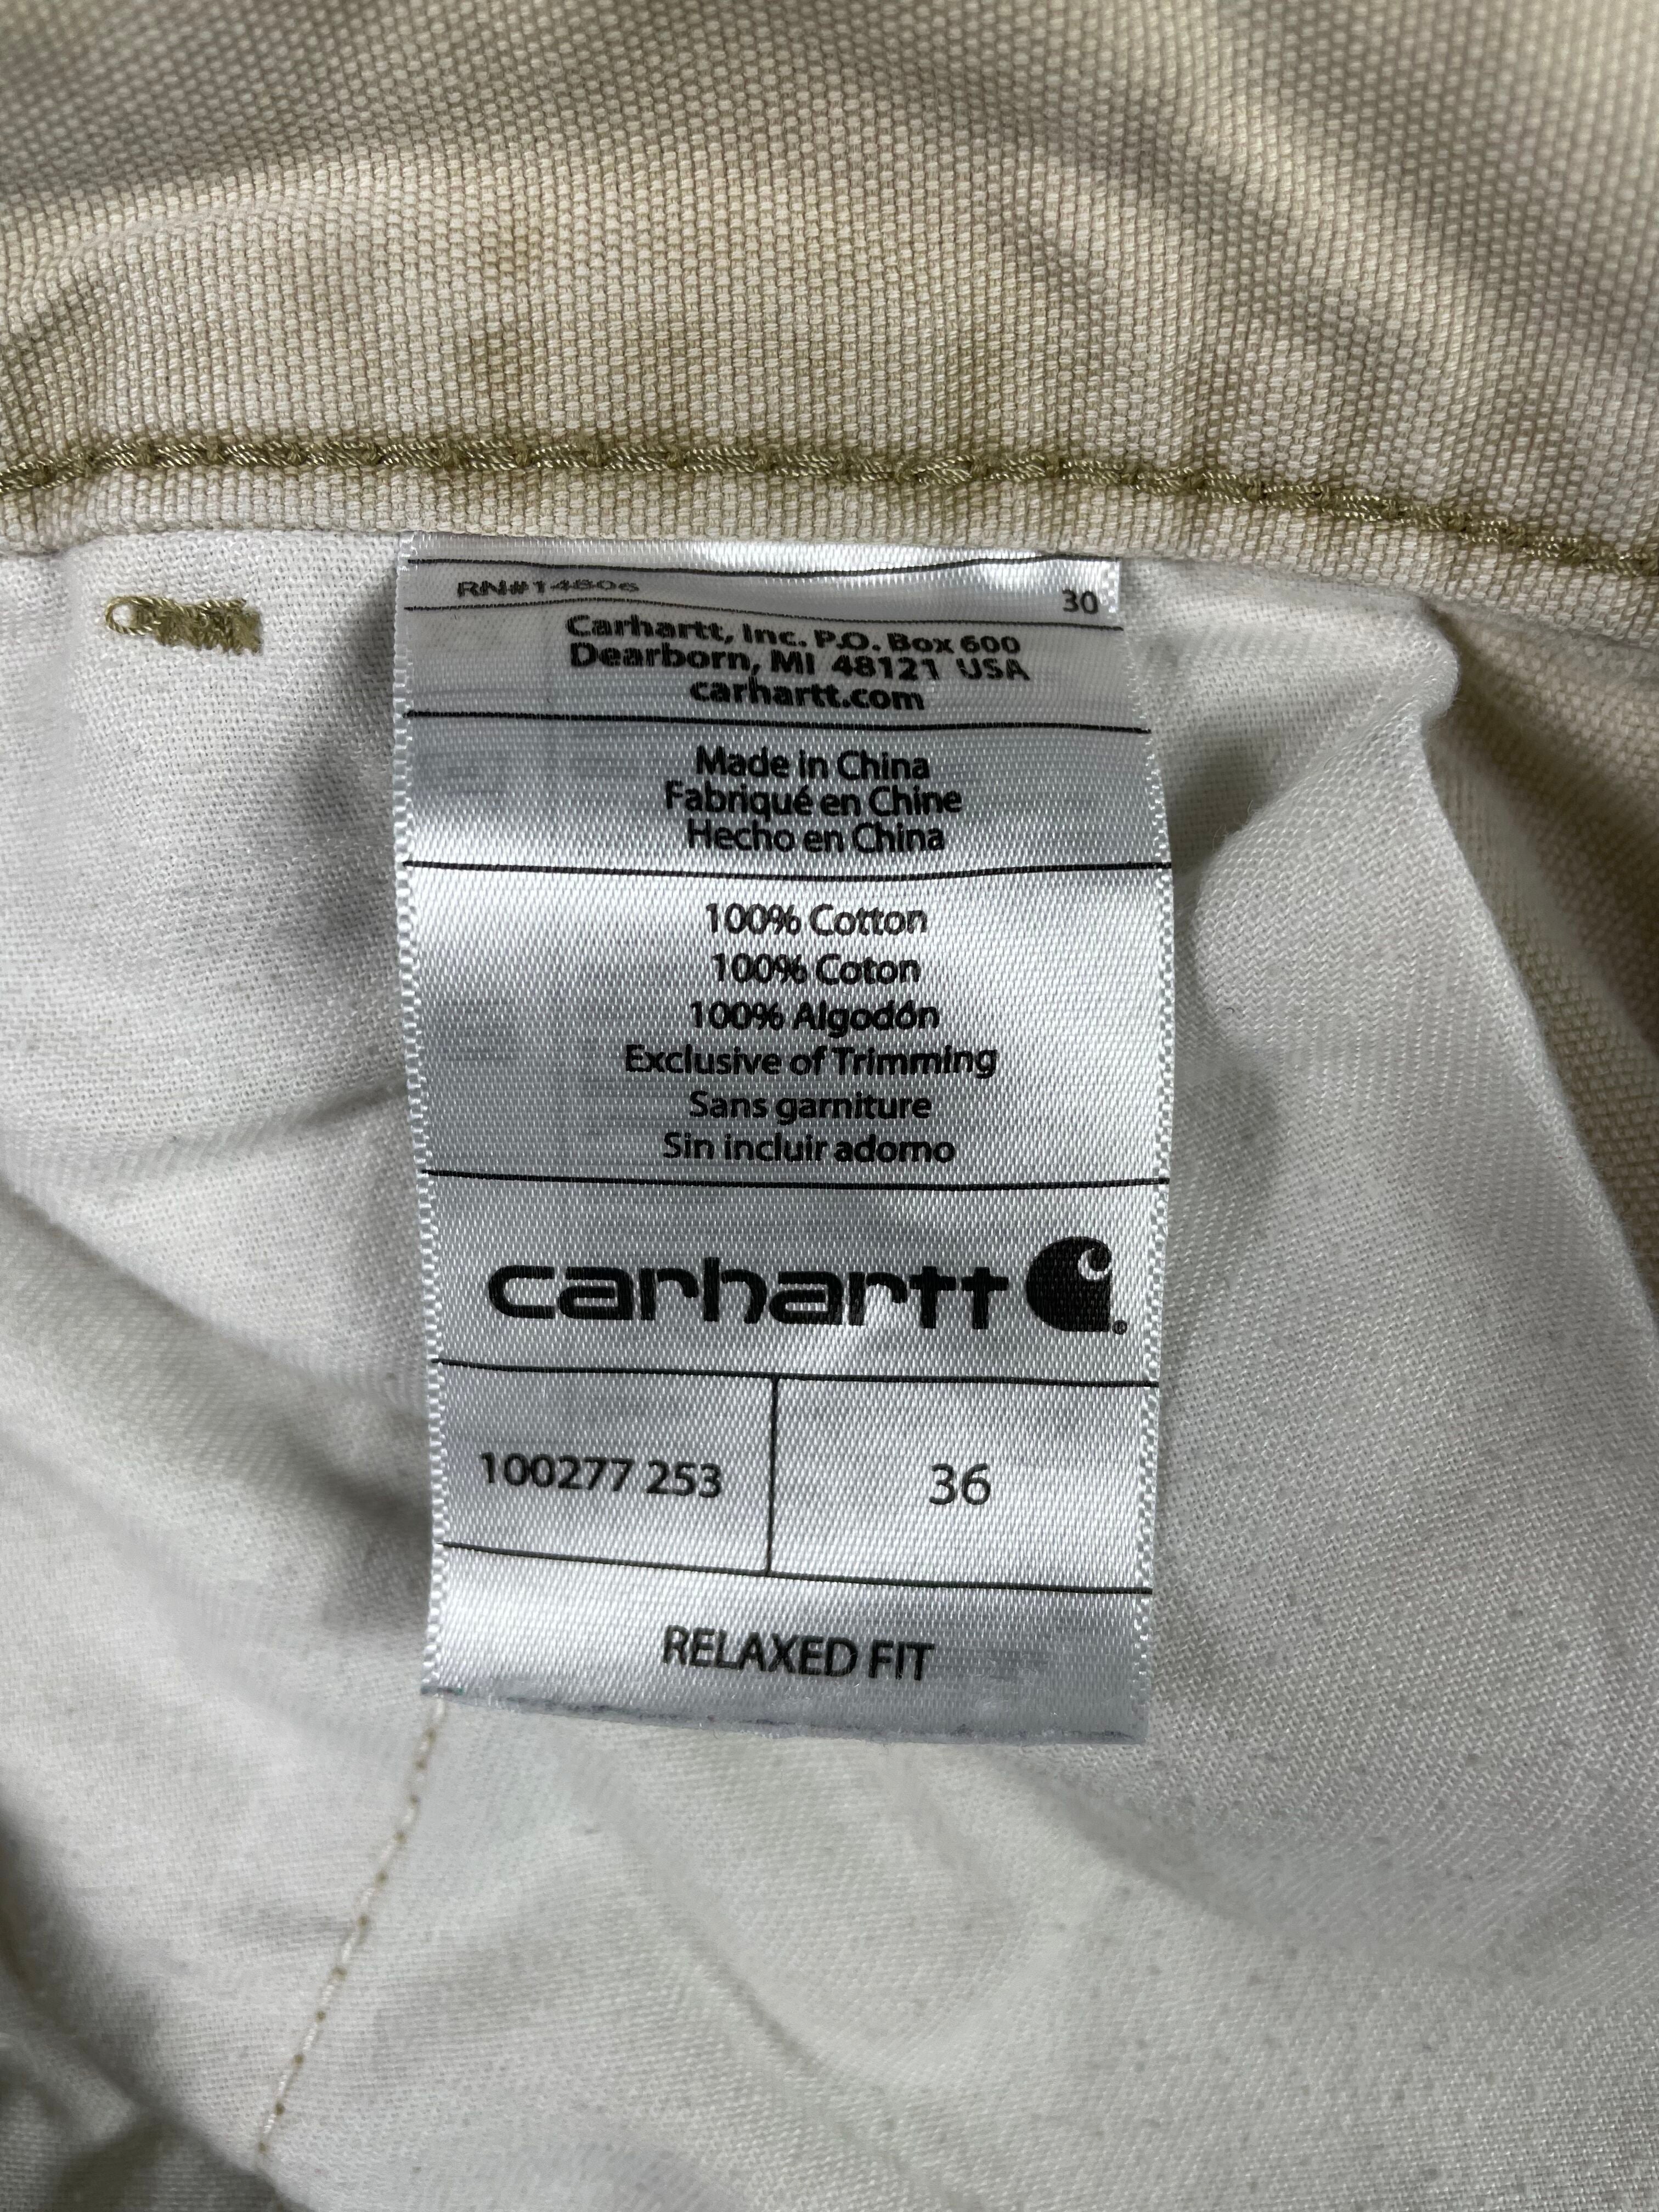 RN#14806 30
Carhartt, Inc. P.O. Box 600
Dearborn, MI 48121 USA
carhartt.com
Made in China
Fabriqué en Chine
Hecho en China
100% Cotton
100% Coton
100% Algodón
Exclusive of Trimming
Sans garniture
Sin incluir adorno
carhartt
100277 253 36
RELAXED FIT